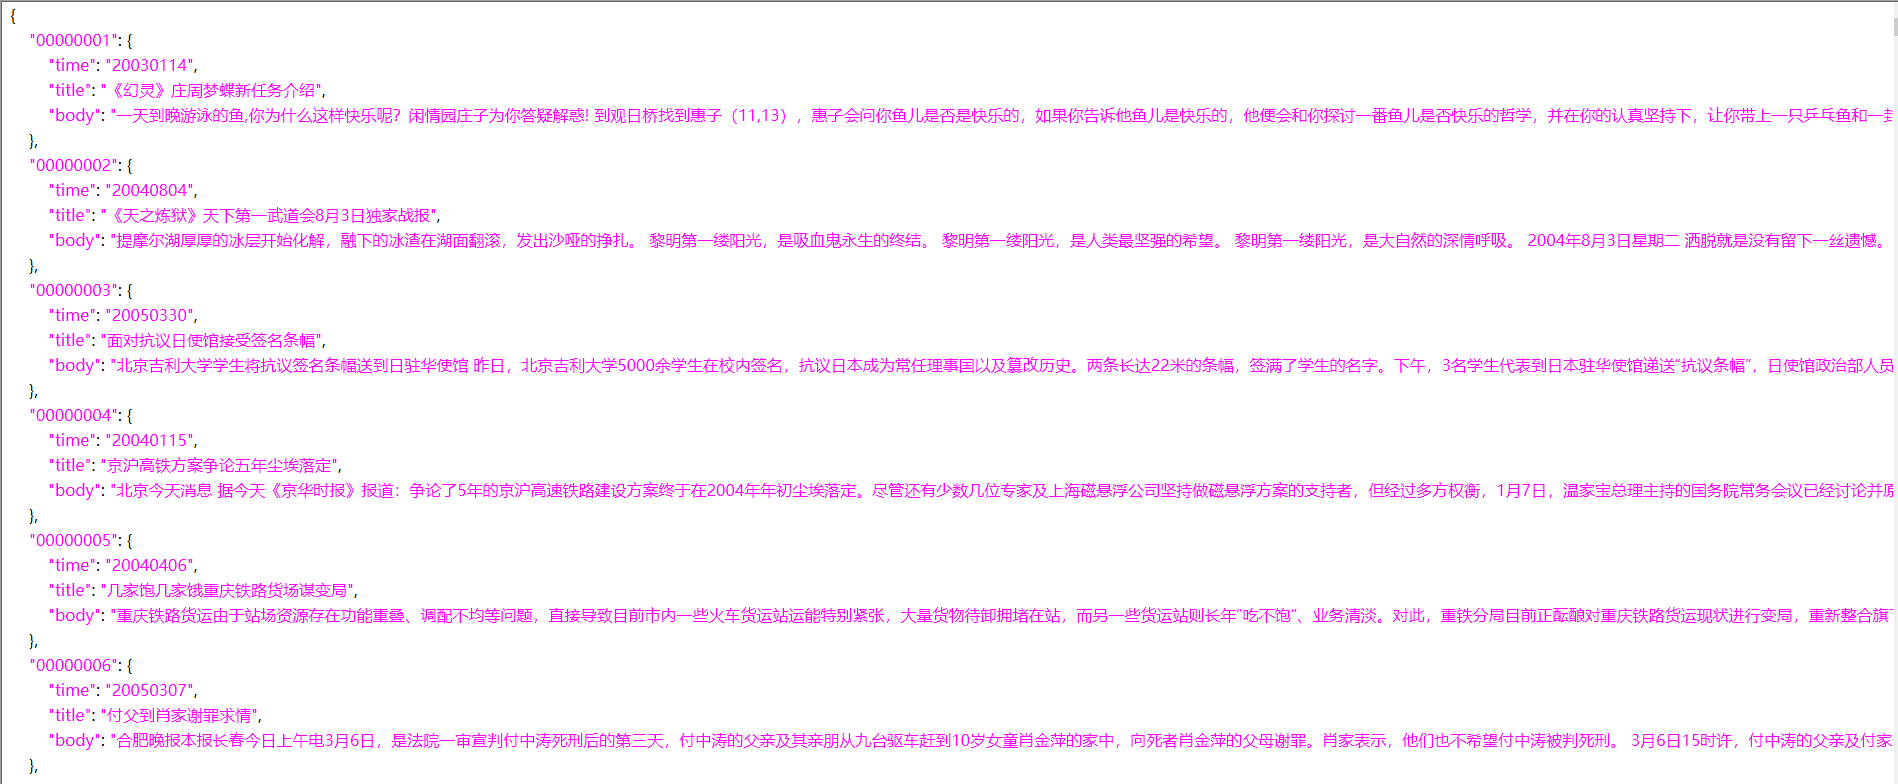 {
"00000001": {
"time": "20030114",
"title": "《幻灵》庄周梦蝶新任务介绍",
"body": "一天到晚游泳的鱼,你为什么这样快乐呢？闲情园庄子为你答疑解惑! 到观日桥找到惠子（11,13），惠子会问你鱼儿是否是快乐的，如果你告诉他鱼儿是快乐的，他便会和你探讨一番鱼儿是否快乐的哲学，并在你的认真坚持下，让你带上一只乒乓鱼和一封
},
"00000002": {
"time": "20040804",
"title": "《天之炼狱》天下第一武道会8月3日独家战报",
"body": "提摩尔湖厚厚的冰层开始化解，融下的冰渣在湖面翻滚，发出沙哑的挣扎。 黎明第一缕阳光，是吸血鬼永生的终结。 黎明第一缕阳光，是人类最坚强的希望。 黎明第一缕阳光，是大自然的深情呼吸。 2004年8月3日星期二 洒脱就是没有留下一丝遗憾。
},
"00000003": {
"time": "20050330",
"title": "面对抗议日使馆接受签名条幅",
"body": "北京吉利大学学生将抗议签名条幅送到日驻华使馆 昨日，北京吉利大学5000余学生在校内签名，抗议日本成为常任理事国以及篡改历史。两条长达22米的条幅，签满了学生的名字。下午，3名学生代表到日本驻华使馆递送“抗议条幅”，日使馆政治部人员
},
"00000004": {
"time": "20040115",
"title": "京沪高铁方案争论五年尘埃落定",
"body": "北京今天消息 据今天《京华时报》报道：争论了5年的京沪高速铁路建设方案终于在2004年年初尘埃落定。尽管还有少数几位专家及上海磁悬浮公司坚持做磁悬浮方案的支持者，但经过多方权衡，1月7日，温家宝总理主持的国务院常务会议已经讨论并原
},
"00000005": {
"time": "20040406",
"title": "几家饱几家饿重庆铁路货场谋变局",
"body": "重庆铁路货运由于站场资源存在功能重叠、调配不均等问题，直接导致目前市内一些火车货运站运能特别紧张，大量货物待卸拥堵在站，而另一些货运站则长年“吃不饱”、业务清淡。对此，重铁分局目前正酝酿对重庆铁路货运现状进行变局，重新整合旗下
},
"00000006": {
"time": "20050307",
"title": "付父到肖家谢罪求情",
"body": "合肥晚报本报长春今日上午电3月6日，是法院一审宣判付中涛死刑后的第三天，付中涛的父亲及其亲朋从九台驱车赶到10岁女童肖金萍的家中，向死者肖金萍的父母谢罪。肖家表示，他们也不希望付中涛被判死刑。 3月6日15时许，付中涛的父亲及付家
},